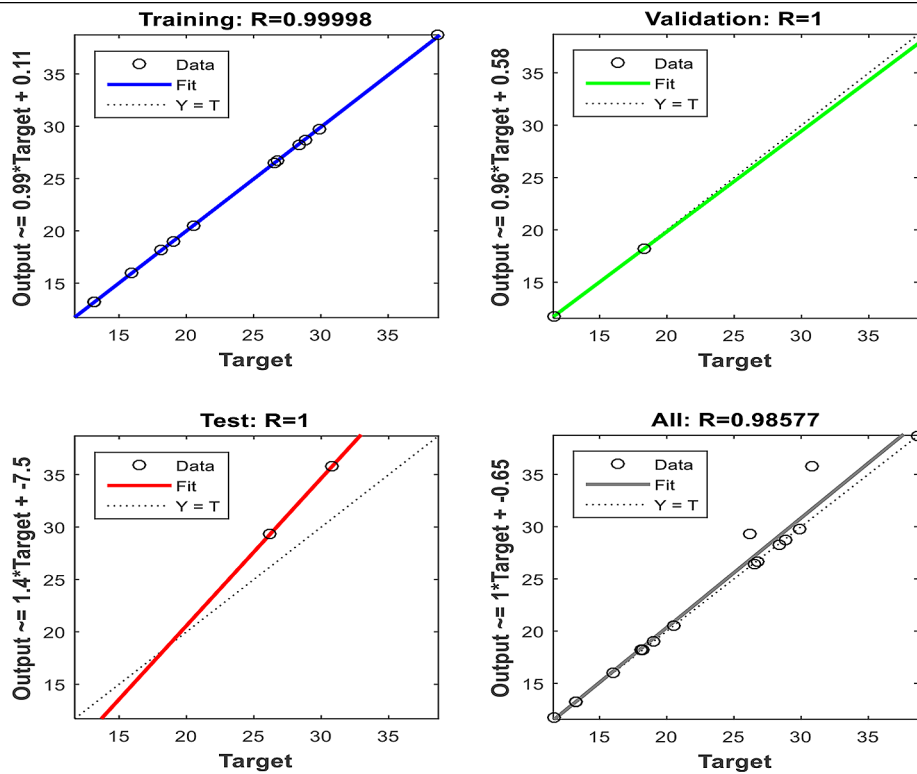 Training: R=0.99998
Output ~= 0.99*Target + 0.11
35
30
25
20
15
Data
Fit
Y = T
15
20
25
30
35
Target
Validation: R=1
Output ~= 0.96*Target + 0.58
35
30
25
20
15
Data
Fit
Y = T
15
20
25
30
35
Target
Test: R=1
Output ~= 1.4*Target + -7.5
35
30
25
20
15
Data
Fit
Y = T
15
20
25
30
35
Target
All: R=0.98577
Output ~= 1*Target + -0.65
35
30
25
20
15
Data
Fit
Y = T
15
20
25
30
35
Target